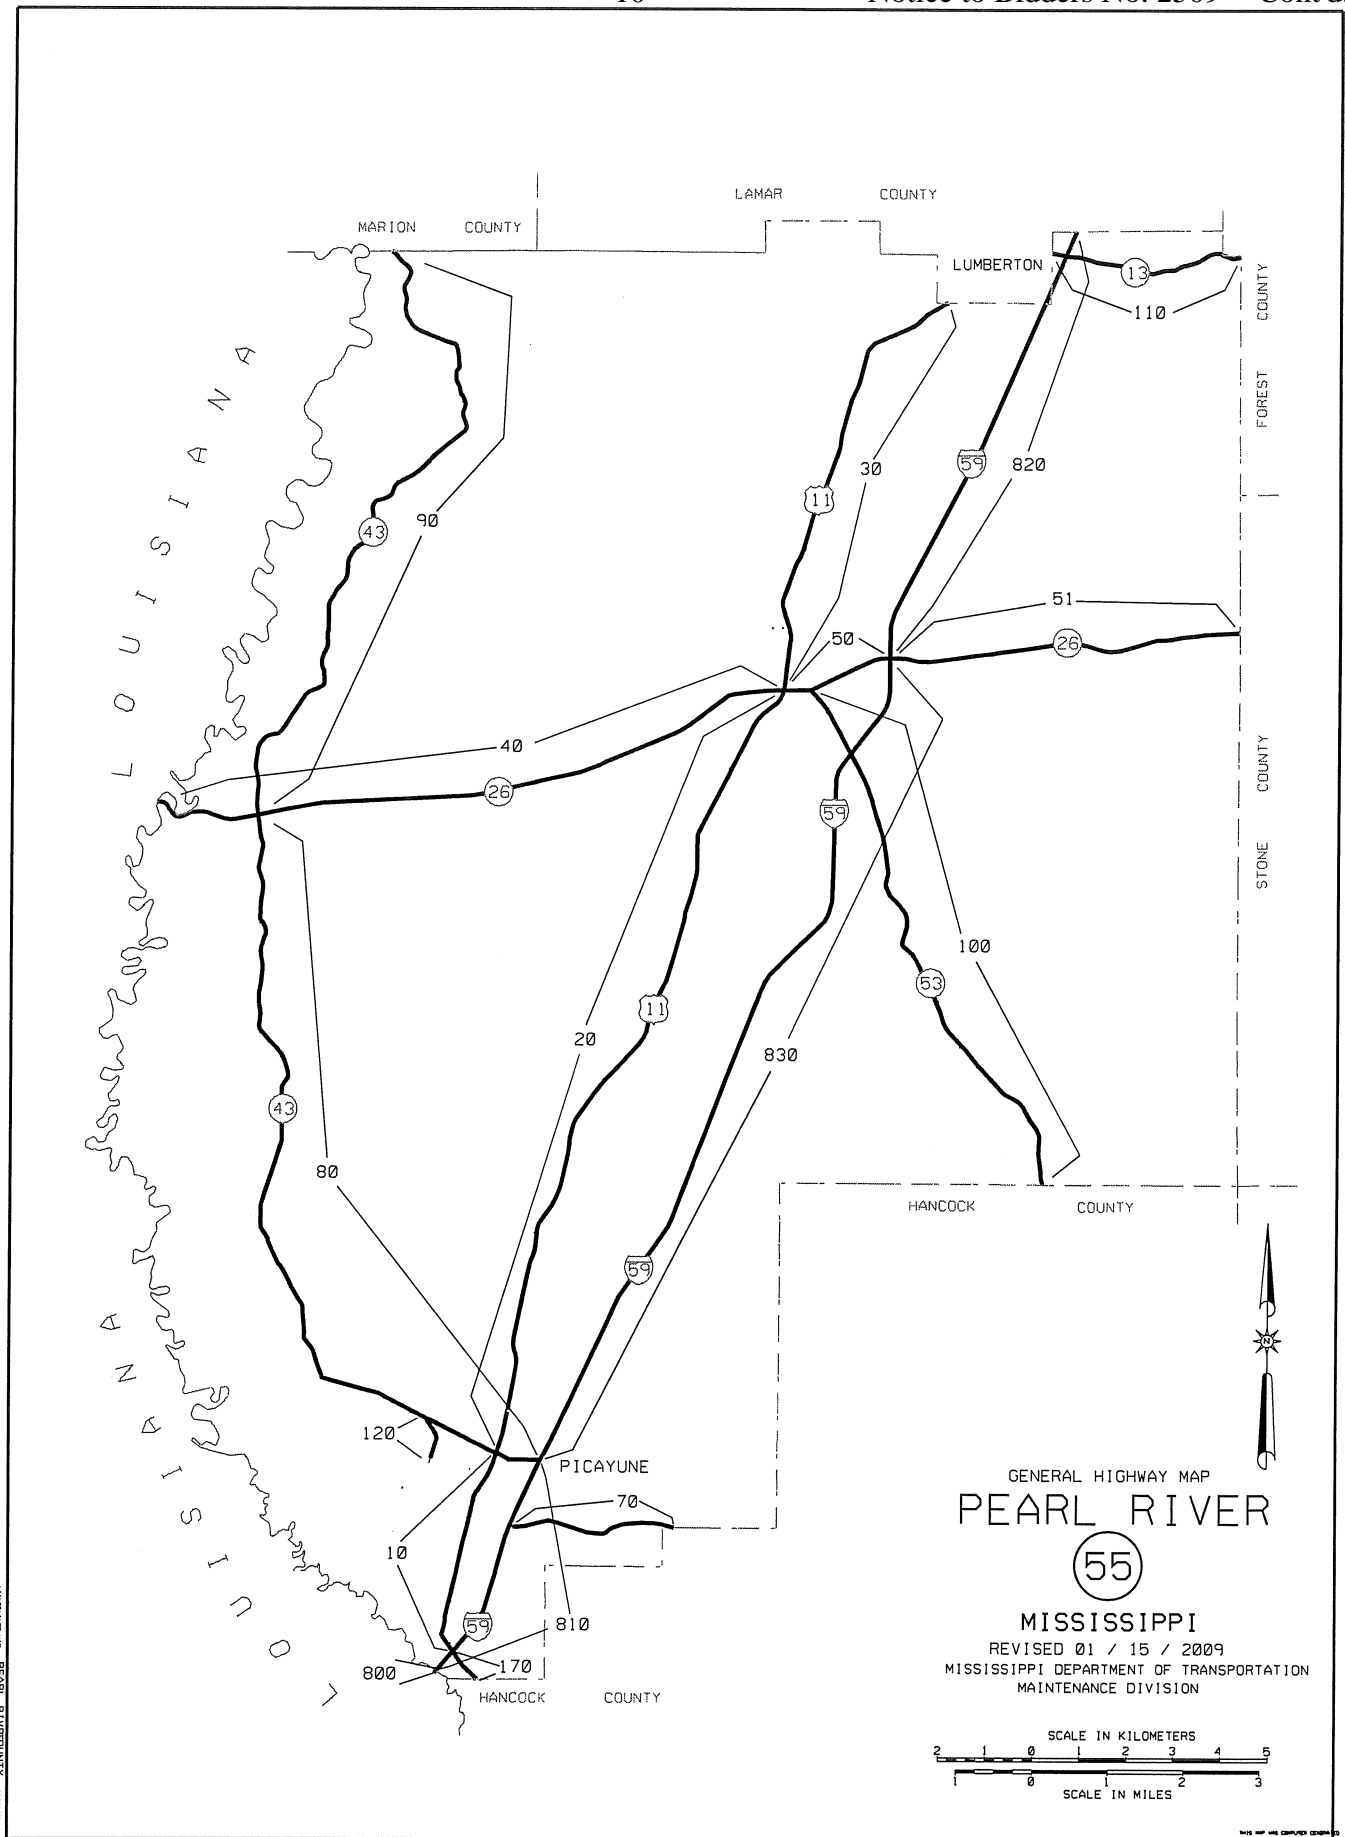 Notice to Bidders No. 2509
LAMAR COUNTY
MARION COUNTY
LUMBERTON
13
110
FOREST COUNTY
LOUISIANA
59
820
30
11
90
43
51
50
26
40
26
59
STONE COUNTY
100
53
11
20
830
43
80
HANCOCK COUNTY
59
N
120
PICAYUNE
70
10
59
810
800
170
HANCOCK COUNTY
LOUISIANA
GENERAL HIGHWAY MAP
PEARL RIVER
55
MISSISSIPPI
REVISED 01 / 15 / 2009
MISSISSIPPI DEPARTMENT OF TRANSPORTATION
MAINTENANCE DIVISION
SCALE IN KILOMETERS
2 1 0 1 2 3 4 5
1 0 1 2 3
SCALE IN MILES